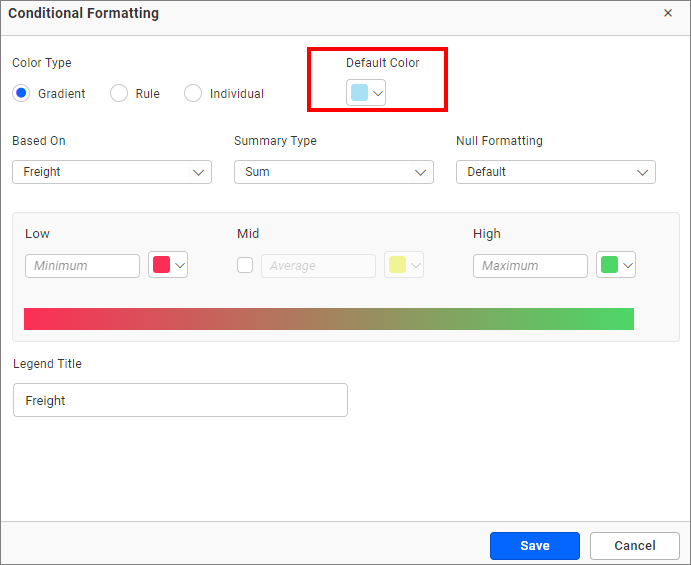 Conditional Formatting
Color Type
Default Color
Gradient
Rule
Individual
Based On
Summary Type
Null Formatting
Freight
Sum
Default
Low
Mid
High
Minimum
Average
Maximum
Legend Title
Freight
Save
Cancel